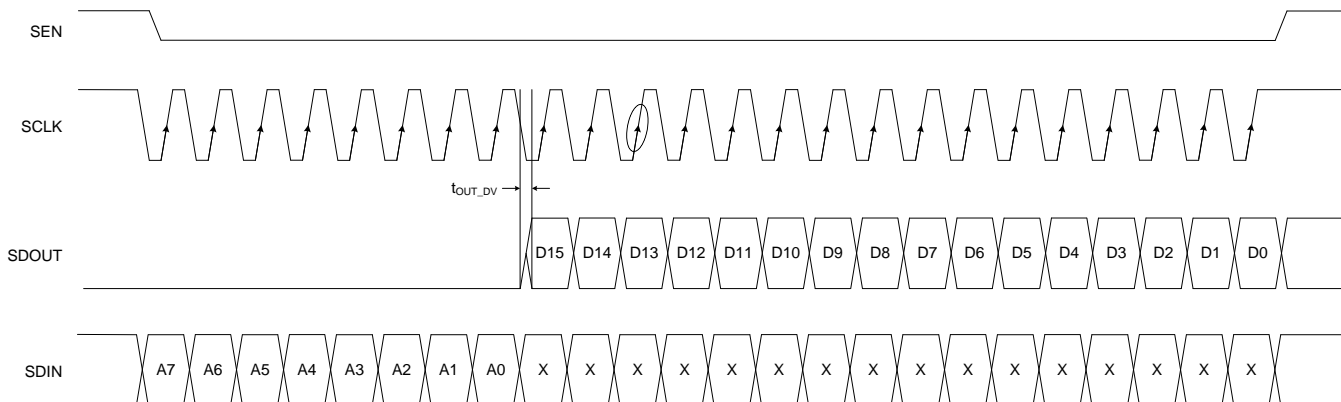 SEN
SCLK
t_OUT_DV
SDOUT D15 D14 D13 D12 D11 D10 D9 D8 D7 D6 D5 D4 D3 D2 D1 D0
SDIN A7 A6 A5 A4 A3 A2 A1 A0 X X X X X X X X X X X X X X X X